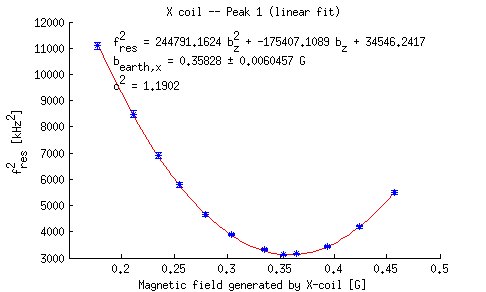 X coil -- Peak 1 (linear fit)
f²res = 244791.1624 b²z + -175407.1089 bz + 34546.2417
bearth,x = 0.35828 ± 0.0060457 G
c² = 1.1902
12000
11000
10000
9000
8000
7000
6000
5000
4000
3000
f²res [kHz²]
0.2 0.25 0.3 0.35 0.4 0.45 0.5
Magnetic field generated by X-coil [G]